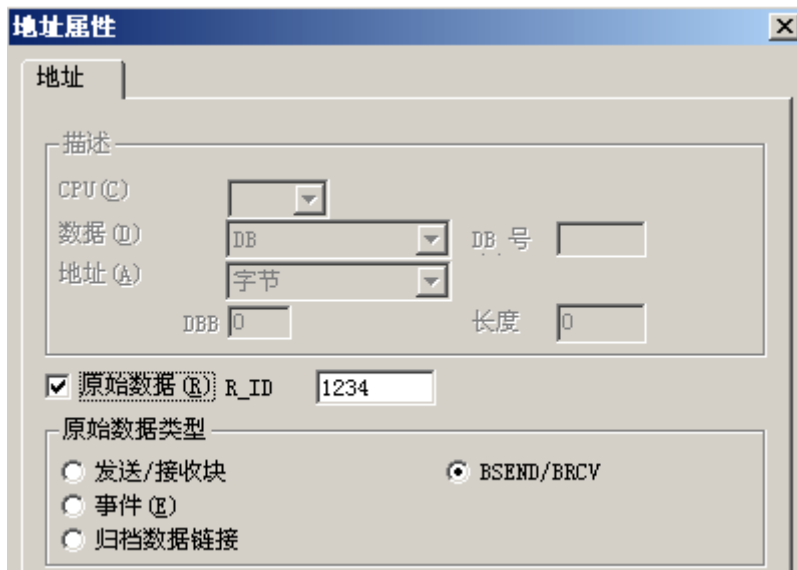 地址属性
地址
描述
CPU(C)
数据(D) DB DB 号
地址(A) 字节
DBB 0 长度 0
原始数据(R) R_ID 1234
原始数据类型
发送/接收块 BSEND/BRCV
事件(E)
归档数据链接